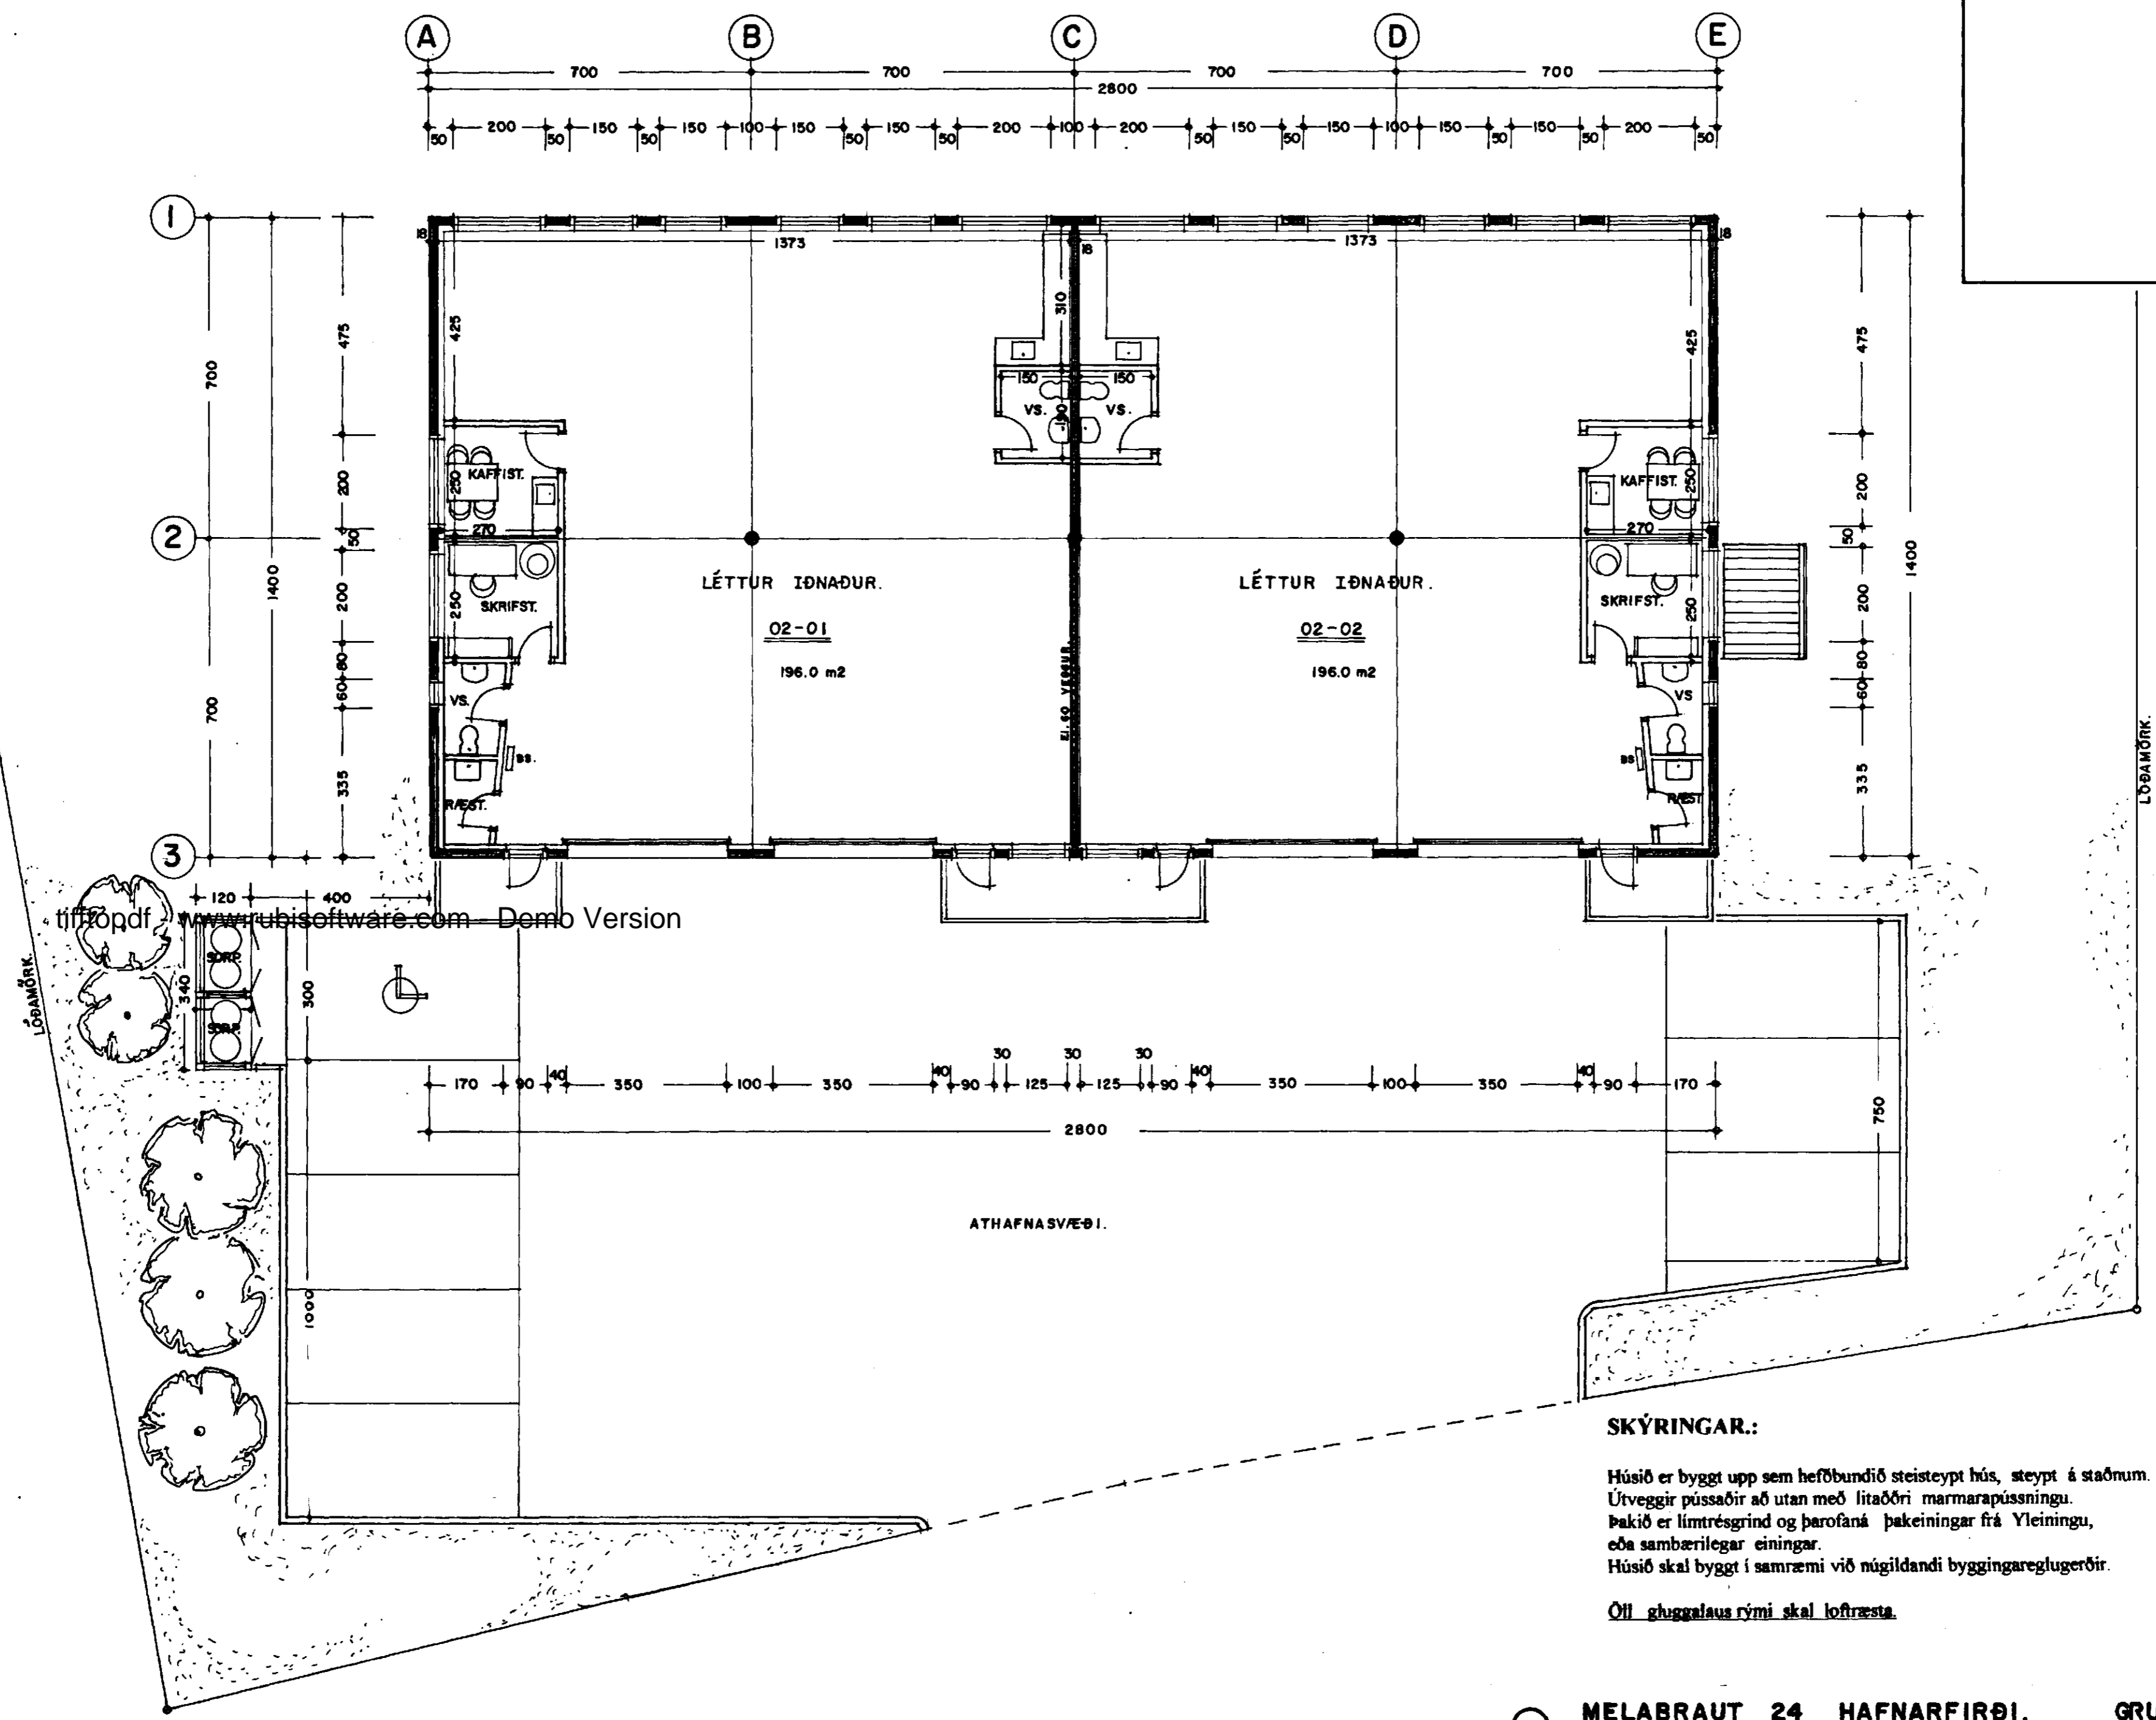 A B C D E
700 700 700 700
2800
50 200 50 150 50 150 100 150 50 150 50 200 100 200 50 150 50 150 100 150 50 150 50 200 50
1
18 1373 18 1373 18
700 1400 475 425 310 425 475 1400
150 150
VS. 190 VS.
200 KAFFIST. 250 KAFFIST. 250 200
270 270
2
50 50
LÉTTUR IÐNAÐUR. LÉTTUR IÐNAÐUR.
200 250 SKRIFST. SKRIFST. 250 200
02-01 02-02
196.0 m2 196.0 m2
EI. 60 VEGGUR.
80 80
60 60
VS. VS
700
BS. BS
335 335
RÆST. RÆST.
3
120 400
tifftopdf - www.rubisoftware.com - Demo Version
LÓÐAMÖRK. LÓÐAMÖRK.
SORP.
340 300
SORP.
30 30 30
170 90 40 350 100 350 40 90 125 125 90 40 350 100 350 40 90 170
2800
750
ATHAFNASVÆÐI.
1000
SKÝRINGAR.:
Húsið er byggt upp sem hefðbundið steisteypt hús, steypt á staðnum.
Útveggir pússaðir að utan með litaððri marmarapússningu.
Þakið er límtrésgrind og þarofaná þakeiningar frá Yleiningu,
eða sambærilegar einingar.
Húsið skal byggt í samræmi við núgildandi byggingareglugerðir.
Öll gluggalaus rými skal loftræsta.
MELABRAUT 24 HAFNARFIRÐI. GRU